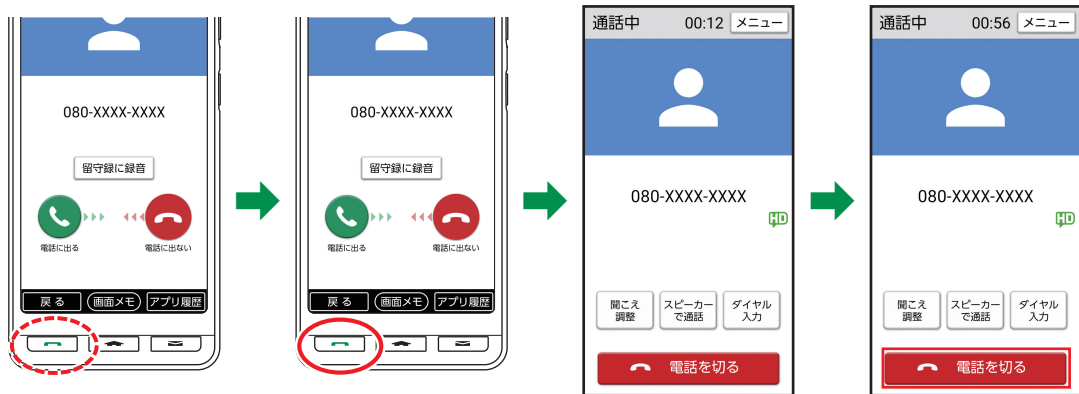 080-XXXX-XXXX
留守録に録音
電話に出る
電話に出ない
戻る
画面メモ
アプリ履歴
080-XXXX-XXXX
留守録に録音
電話に出る
電話に出ない
戻る
画面メモ
アプリ履歴
通話中 00:12 メニュー
080-XXXX-XXXX
HD
聞こえ
調整
スピーカー
で通話
ダイヤル
入力
電話を切る
通話中 00:56 メニュー
080-XXXX-XXXX
HD
聞こえ
調整
スピーカー
で通話
ダイヤル
入力
電話を切る